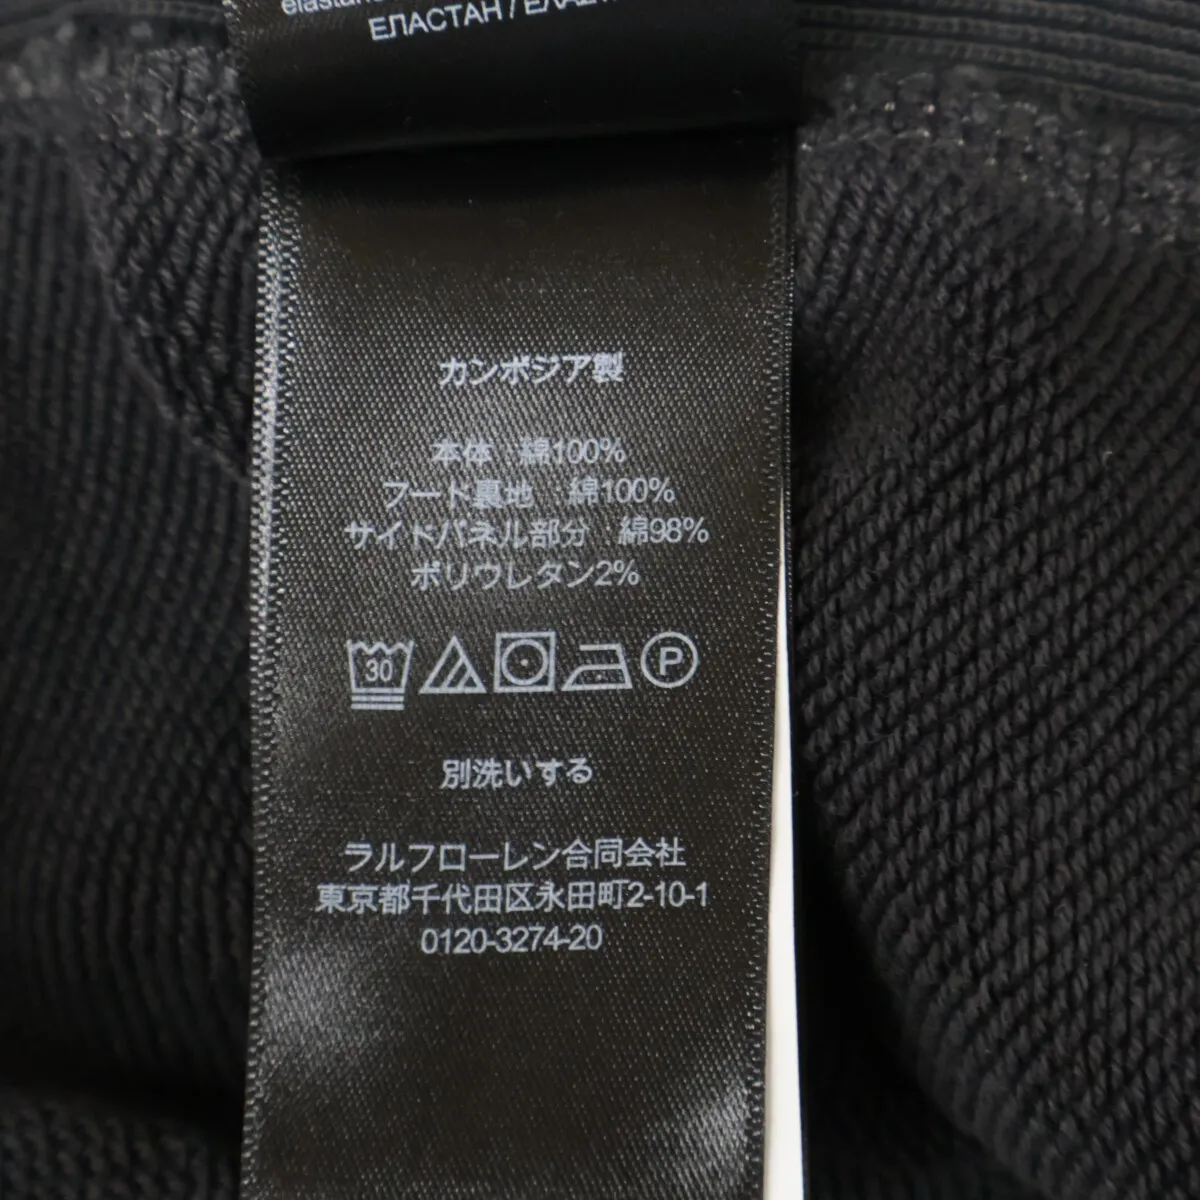 elastane
ЕЛАСТАН /
カンボジア製
本体 : 綿100%
フード裏地 : 綿100%
サイドパネル部分 綿98%
ポリウレタン2%
30 P
別洗いする
ラルフローレン合同会社
東京都千代田区永田町2-10-1
0120-3274-20